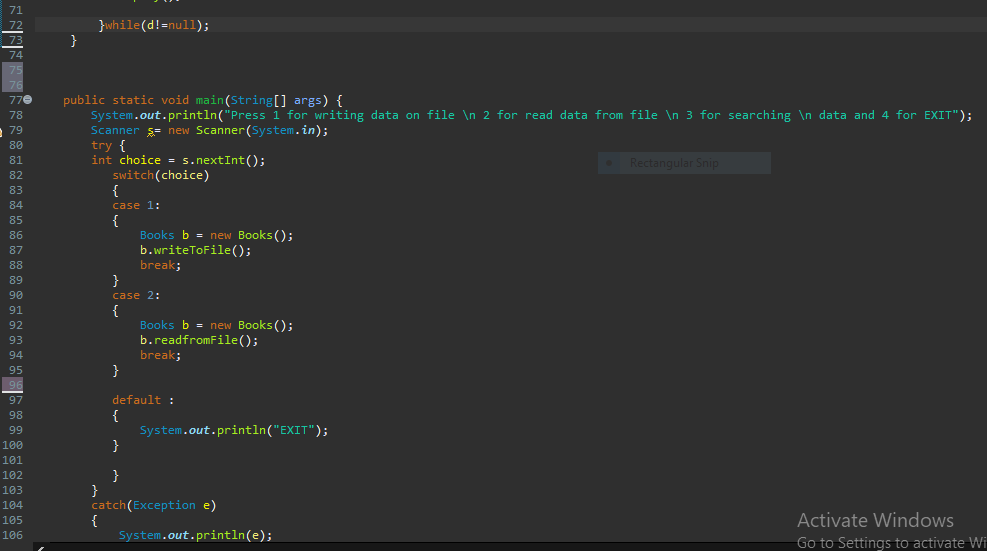 71
72 }while(d!=null);
73 }
74
75
76
77 public static void main(String[] args) {
78 System.out.println("Press 1 for writing data on file \n 2 for read data from file \n 3 for searching \n data and 4 for EXIT");
79 Scanner s= new Scanner(System.in);
80 try {
81 int choice = s.nextInt();
82 switch(choice)
83 {
84 case 1:
85 {
86 Books b = new Books();
87 b.writeToFile();
88 break;
89 }
90 case 2:
91 {
92 Books b = new Books();
93 b.readfromFile();
94 break;
95 }
96
97 default :
98 {
99 System.out.println("EXIT");
100 }
101
102 }
103 }
104 catch(Exception e)
105 {
106 System.out.println(e);
Rectangular Snip
Activate Windows
Go to Settings to activate Wi